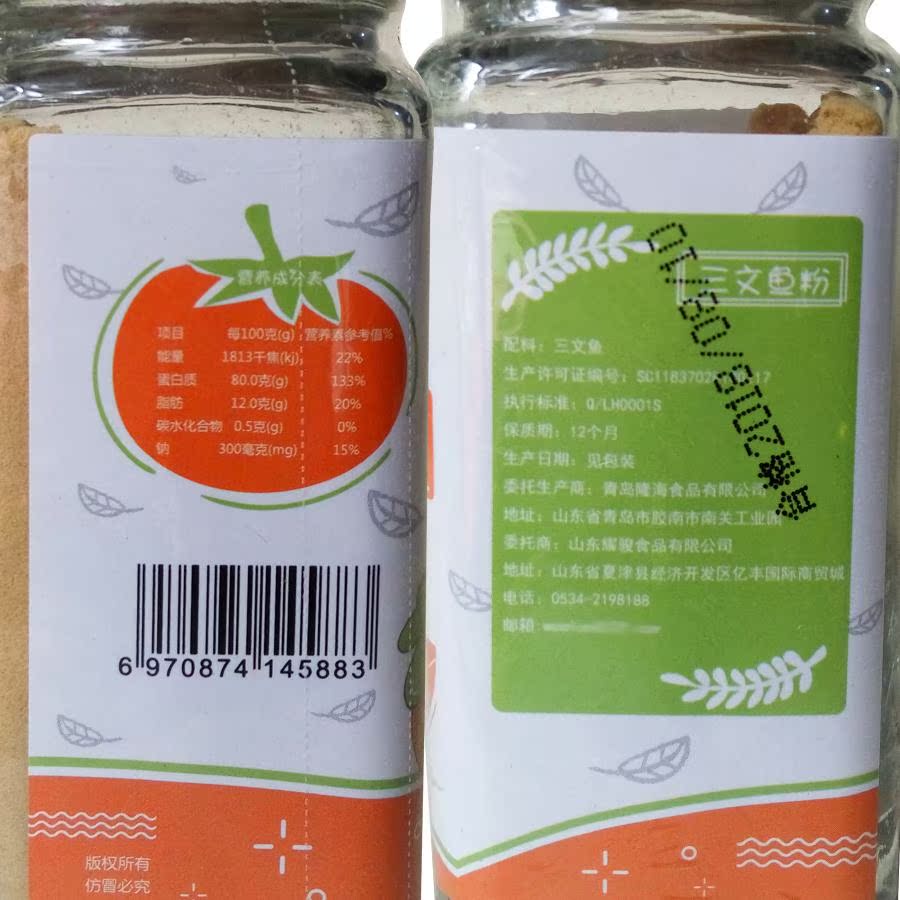 营养成分表
项目 每100克(g) 营养素参考值%
能量 1813千焦(kj) 22%
蛋白质 80.0克(g) 133%
脂肪 12.0克(g) 20%
碳水化合物 0.5克(g) 0%
钠 300毫克(mg) 15%
6 970874 145883
版权所有
仿冒必究
三文鱼粉
配料：三文鱼
生产许可证编号：
执行标准：Q/LH0001S
保质期：12个月
生产日期：见包装
委托生产商：青岛隆海食品有限公司
地址：山东省青岛市胶南市南关工业园
委托商：山东耀骏食品有限公司
地址：山东省夏津县经济开发区亿丰国际商贸城
电话：0534-2198188
邮箱